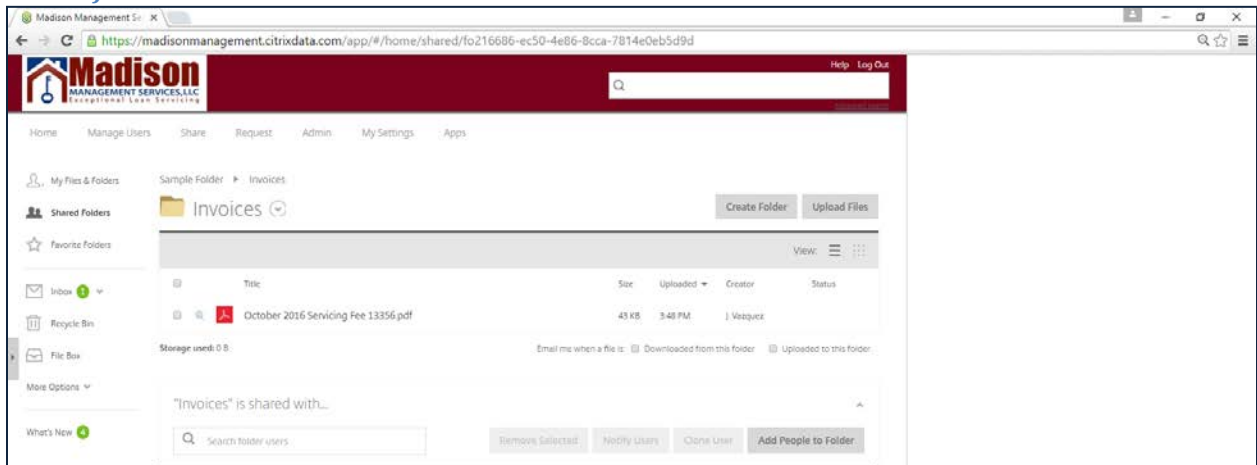 Madison Management Se
https://madisonmanagement.citrixdata.com/app/#/home/shared/fo216686-ec50-4e86-8cca-7814e0eb5d9d
Help Log Out
Madison
MANAGEMENT SERVICES,LLC
Exceptional Loan Servicing
Home Manage Users Share Request Admin My Settings Apps
My Files & Folders
Shared Folders
Favorite Folders
Inbox 1
Recycle Bin
File Box
More Options
What's New 4
Sample Folder Invoices
Invoices
Create Folder Upload Files
View:
Title Size Uploaded Creator Status
October 2016 Servicing Fee 13356.pdf 43 KB 3:48 PM J. Vazquez
Storage used: 0 B Email me when a file is: Downloaded from this folder Uploaded to this folder
"Invoices" is shared with...
Search folder users Remove Selected Notify Users Clone User Add People to Folder